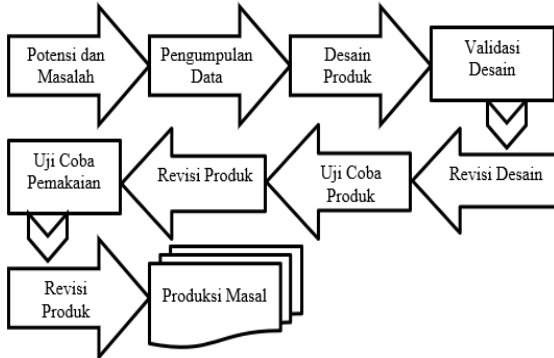 Potensi dan
Masalah
Pengumpulan
Data
Desain
Produk
Validasi
Desain
Revisi Desain
Uji Coba
Produk
Revisi Produk
Uji Coba
Pemakaian
Revisi
Produk
Produksi Masal